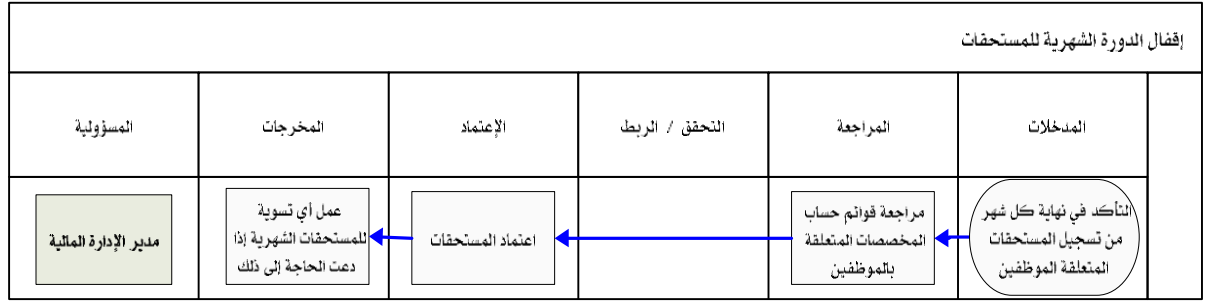 إقفال الدورة الشهرية للمستحقات
المدخلات
المراجعة
التحقق / الربط
الإعتماد
المخرجات
المسؤولية
التأكد في نهاية كل شهر
من تسجيل المستحقات
المتعلقة الموظفين
مراجعة قوائم حساب
المخصصات المتعلقة
بالموظفين
اعتماد المستحقات
عمل أي تسوية
للمستحقات الشهرية إذا
دعت الحاجة إلى ذلك
مدير الإدارة المالية